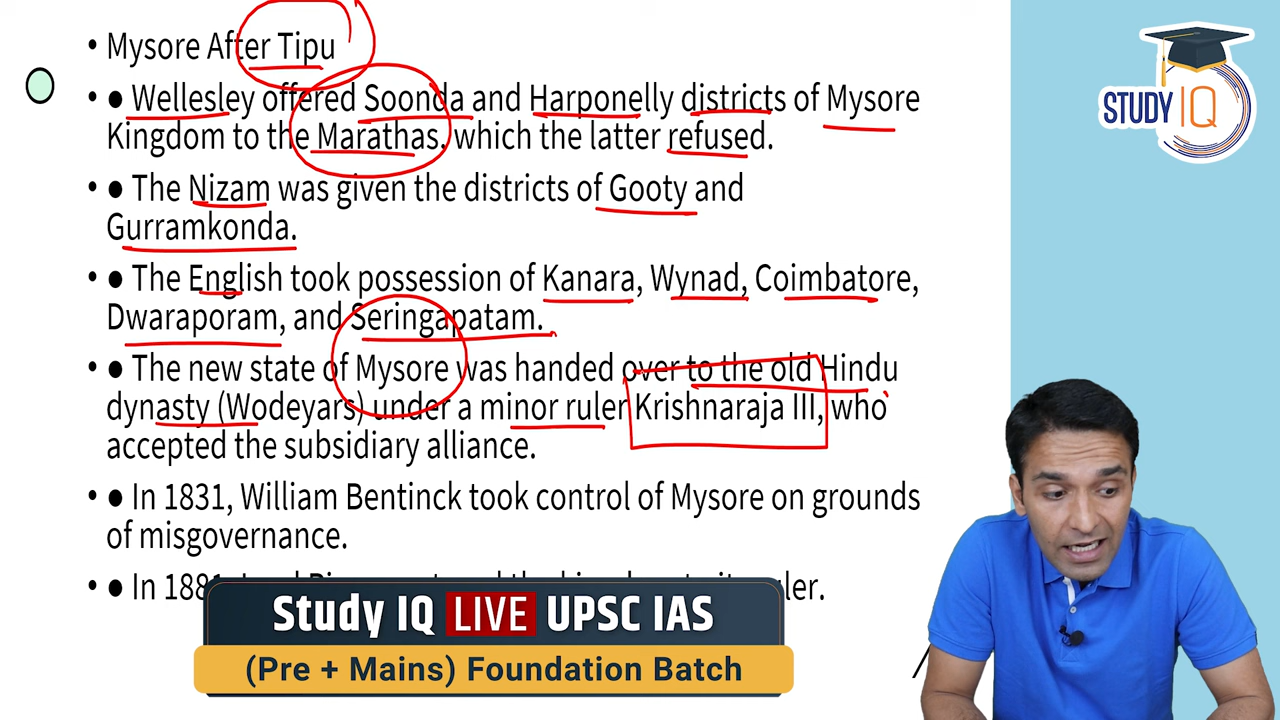 • Mysore After Tipu
• ● Wellesley offered Soonda and Harponelly districts of Mysore
Kingdom to the Marathas, which the latter refused.
• ● The Nizam was given the districts of Gooty and
Gurramkonda.
• ● The English took possession of Kanara, Wynad, Coimbatore,
Dwaraporam, and Seringapatam.
• ● The new state of Mysore was handed over to the old Hindu
dynasty (Wodeyars) under a minor ruler Krishnaraja III, who
accepted the subsidiary alliance.
• ● In 1831, William Bentinck took control of Mysore on grounds
of misgovernance.
• ● In
STUDY IQ
Study IQ LIVE UPSC IAS
(Pre + Mains) Foundation Batch